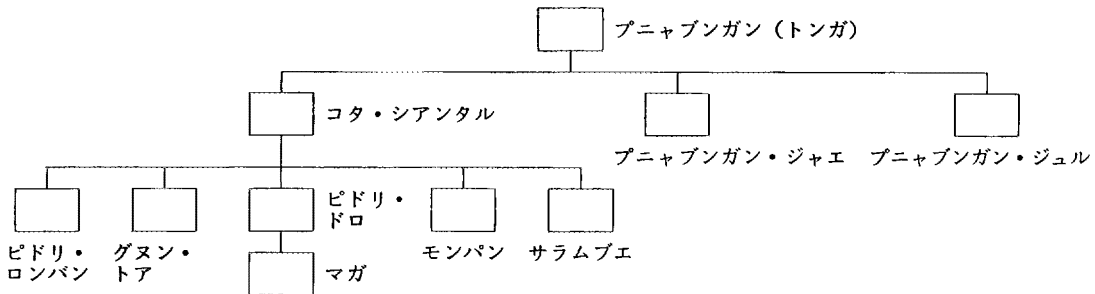 プニャブンガン（トンガ）
コタ・シアンタル
プニャブンガン・ジャエ
プニャブンガン・ジュル
ピドリ・
ロンバン
グヌン・
トア
ピドリ・
ドロ
モンパン
サラムブエ
マガ